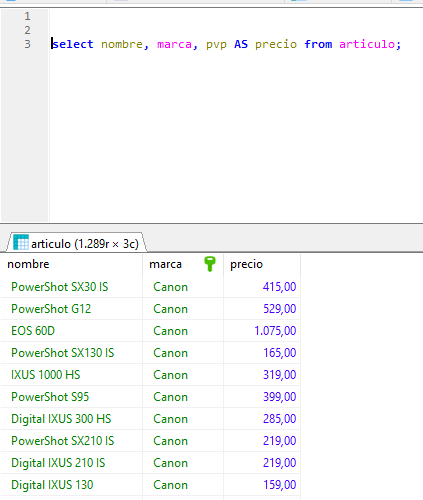 1
2
3 select nombre, marca, pvp AS precio from articulo;
articulo (1.289r × 3c)
nombre marca precio
PowerShot SX30 IS Canon 415,00
PowerShot G12 Canon 529,00
EOS 60D Canon 1.075,00
PowerShot SX130 IS Canon 165,00
IXUS 1000 HS Canon 319,00
PowerShot S95 Canon 399,00
Digital IXUS 300 HS Canon 285,00
PowerShot SX210 IS Canon 219,00
Digital IXUS 210 IS Canon 219,00
Digital IXUS 130 Canon 159,00